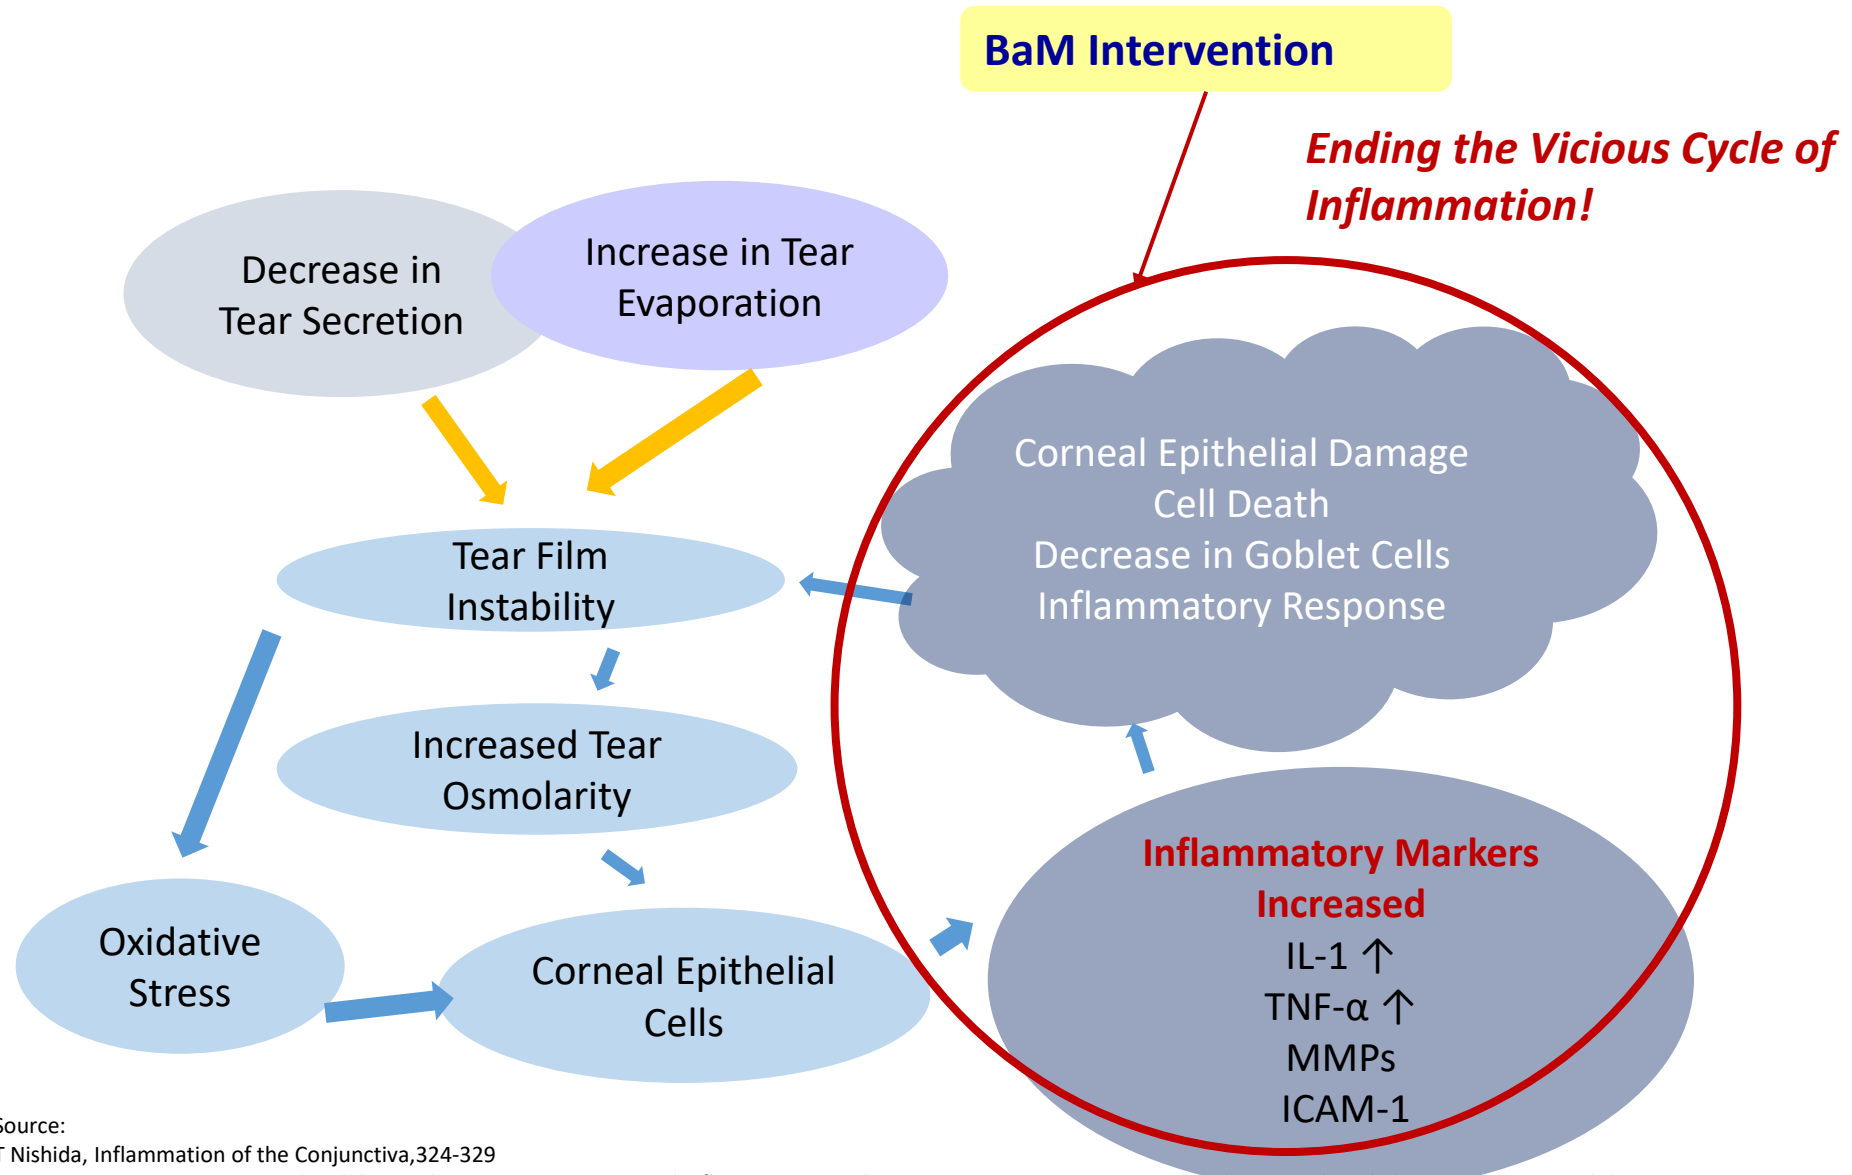 BaM Intervention
Ending the Vicious Cycle of
Inflammation!
Decrease in
Tear Secretion
Increase in Tear
Evaporation
Corneal Epithelial Damage
Cell Death
Decrease in Goblet Cells
Inflammatory Response
Tear Film
Instability
Increased Tear
Osmolarity
Oxidative
Stress
Corneal Epithelial
Cells
Inflammatory Markers
Increased
IL-1 ↑
TNF-α ↑
MMPs
ICAM-1
Source:
T Nishida, Inflammation of the Conjunctiva,324-329